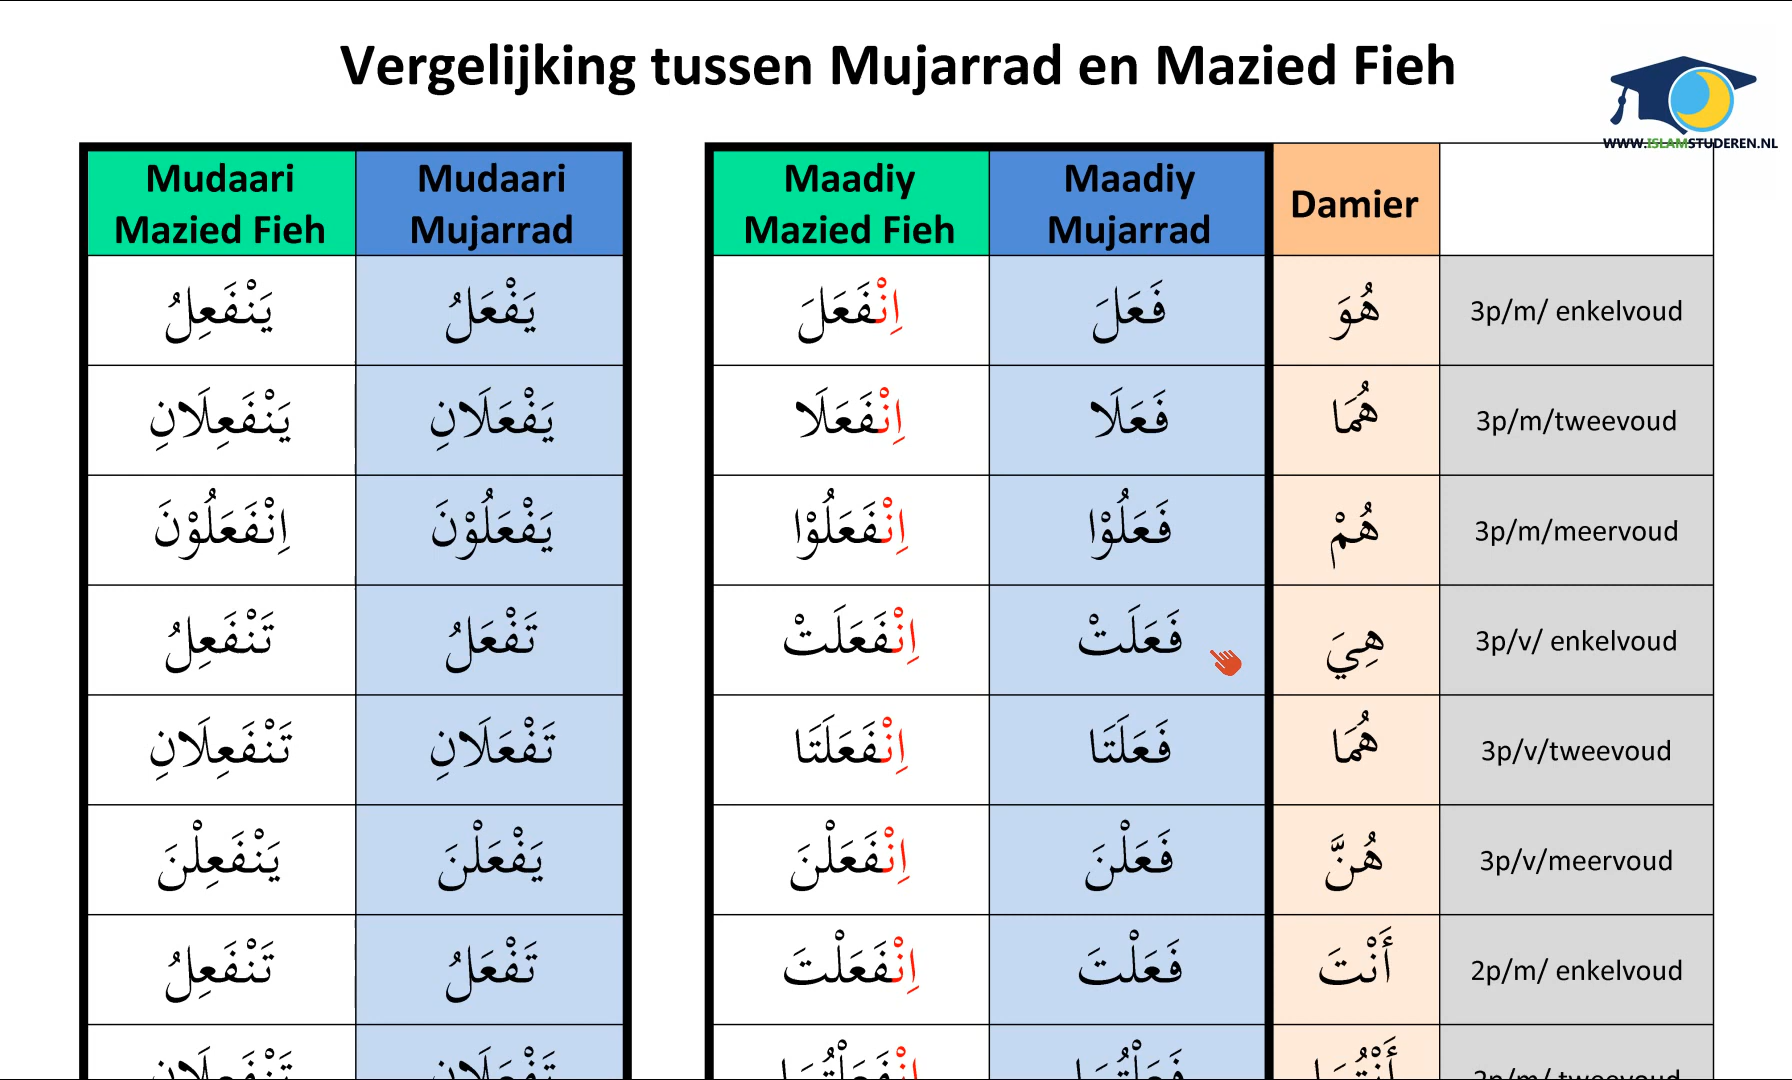 Vergelijking tussen Mujarrad en Mazied Fieh
WWW.ISLAMSTUDEREN.NL
Mudaari Mazied Fieh
Mudaari Mujarrad
Maadiy Mazied Fieh
Maadiy Mujarrad
Damier
يَنْفَعِلُ
يَفْعَلُ
اِنْفَعَلَ
فَعَلَ
هُوَ
3p/m/ enkelvoud
يَنْفَعِلَانِ
يَفْعَلَانِ
اِنْفَعَلَا
فَعَلَا
هُمَا
3p/m/tweevoud
اِنْفَعَلُوْنَ
يَفْعَلُوْنَ
اِنْفَعَلُوْا
فَعَلُوْا
هُمْ
3p/m/meervoud
تَنْفَعِلُ
تَفْعَلُ
اِنْفَعَلَتْ
فَعَلَتْ
هِيَ
3p/v/ enkelvoud
تَنْفَعِلَانِ
تَفْعَلَانِ
اِنْفَعَلَتَا
فَعَلَتَا
هُمَا
3p/v/tweevoud
يَنْفَعِلْنَ
يَفْعَلْنَ
اِنْفَعَلْنَ
فَعَلْنَ
هُنَّ
3p/v/meervoud
تَنْفَعِلُ
تَفْعَلُ
اِنْفَعَلْتَ
فَعَلْتَ
أَنْتَ
2p/m/ enkelvoud